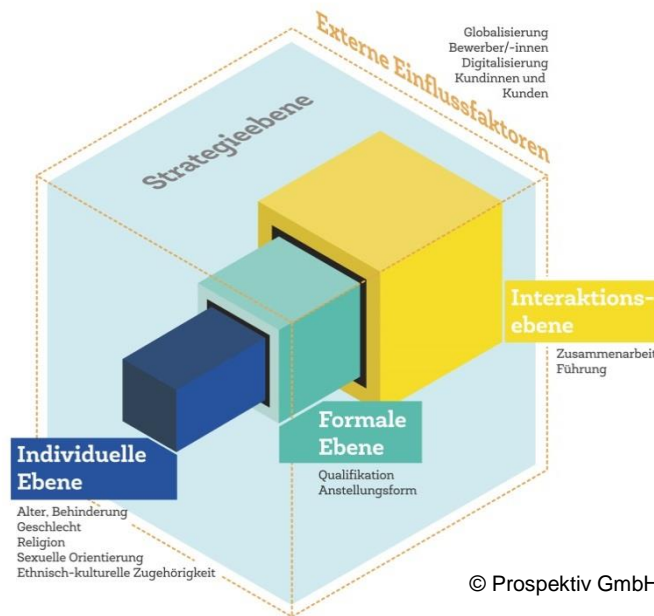 Globalisierung
Bewerber/-innen
Digitalisierung
Kundinnen und
Kunden
Externe Einflussfaktoren
Strategieebene
Interaktions-
ebene
Zusammenarbeit
Führung
Formale
Ebene
Qualifikation
Anstellungsform
Individuelle
Ebene
Alter, Behinderung
Geschlecht
Religion
Sexuelle Orientierung
Ethnisch-kulturelle Zugehörigkeit
© Prospektiv GmbH